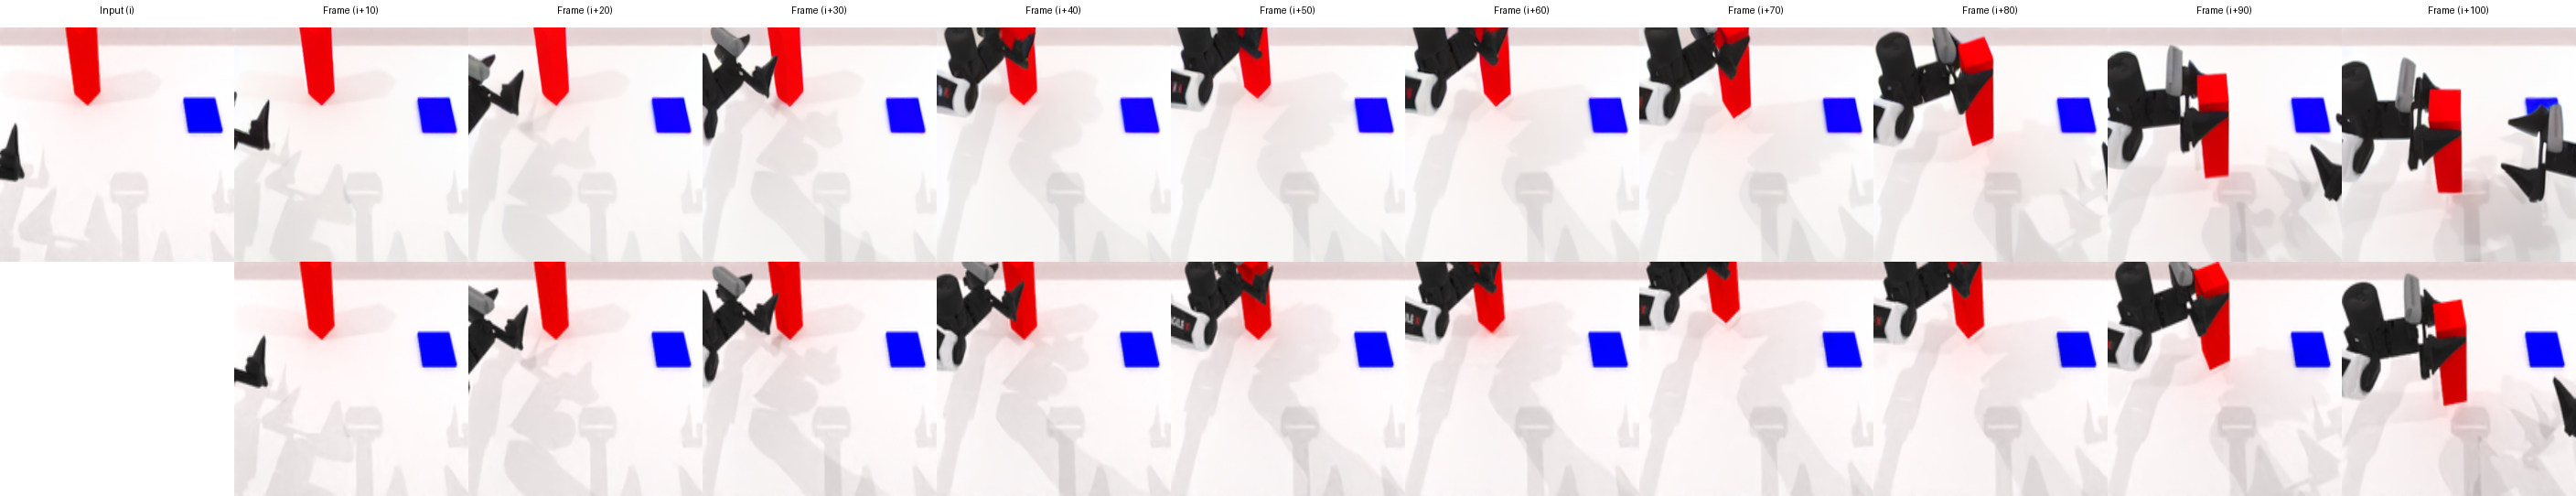 Input (i)
Frame (i+10)
Frame (i+20)
Frame (i+30)
Frame (i+40)
Frame (i+50)
Frame (i+60)
Frame (i+70)
Frame (i+80)
Frame (i+90)
Frame (i+100)